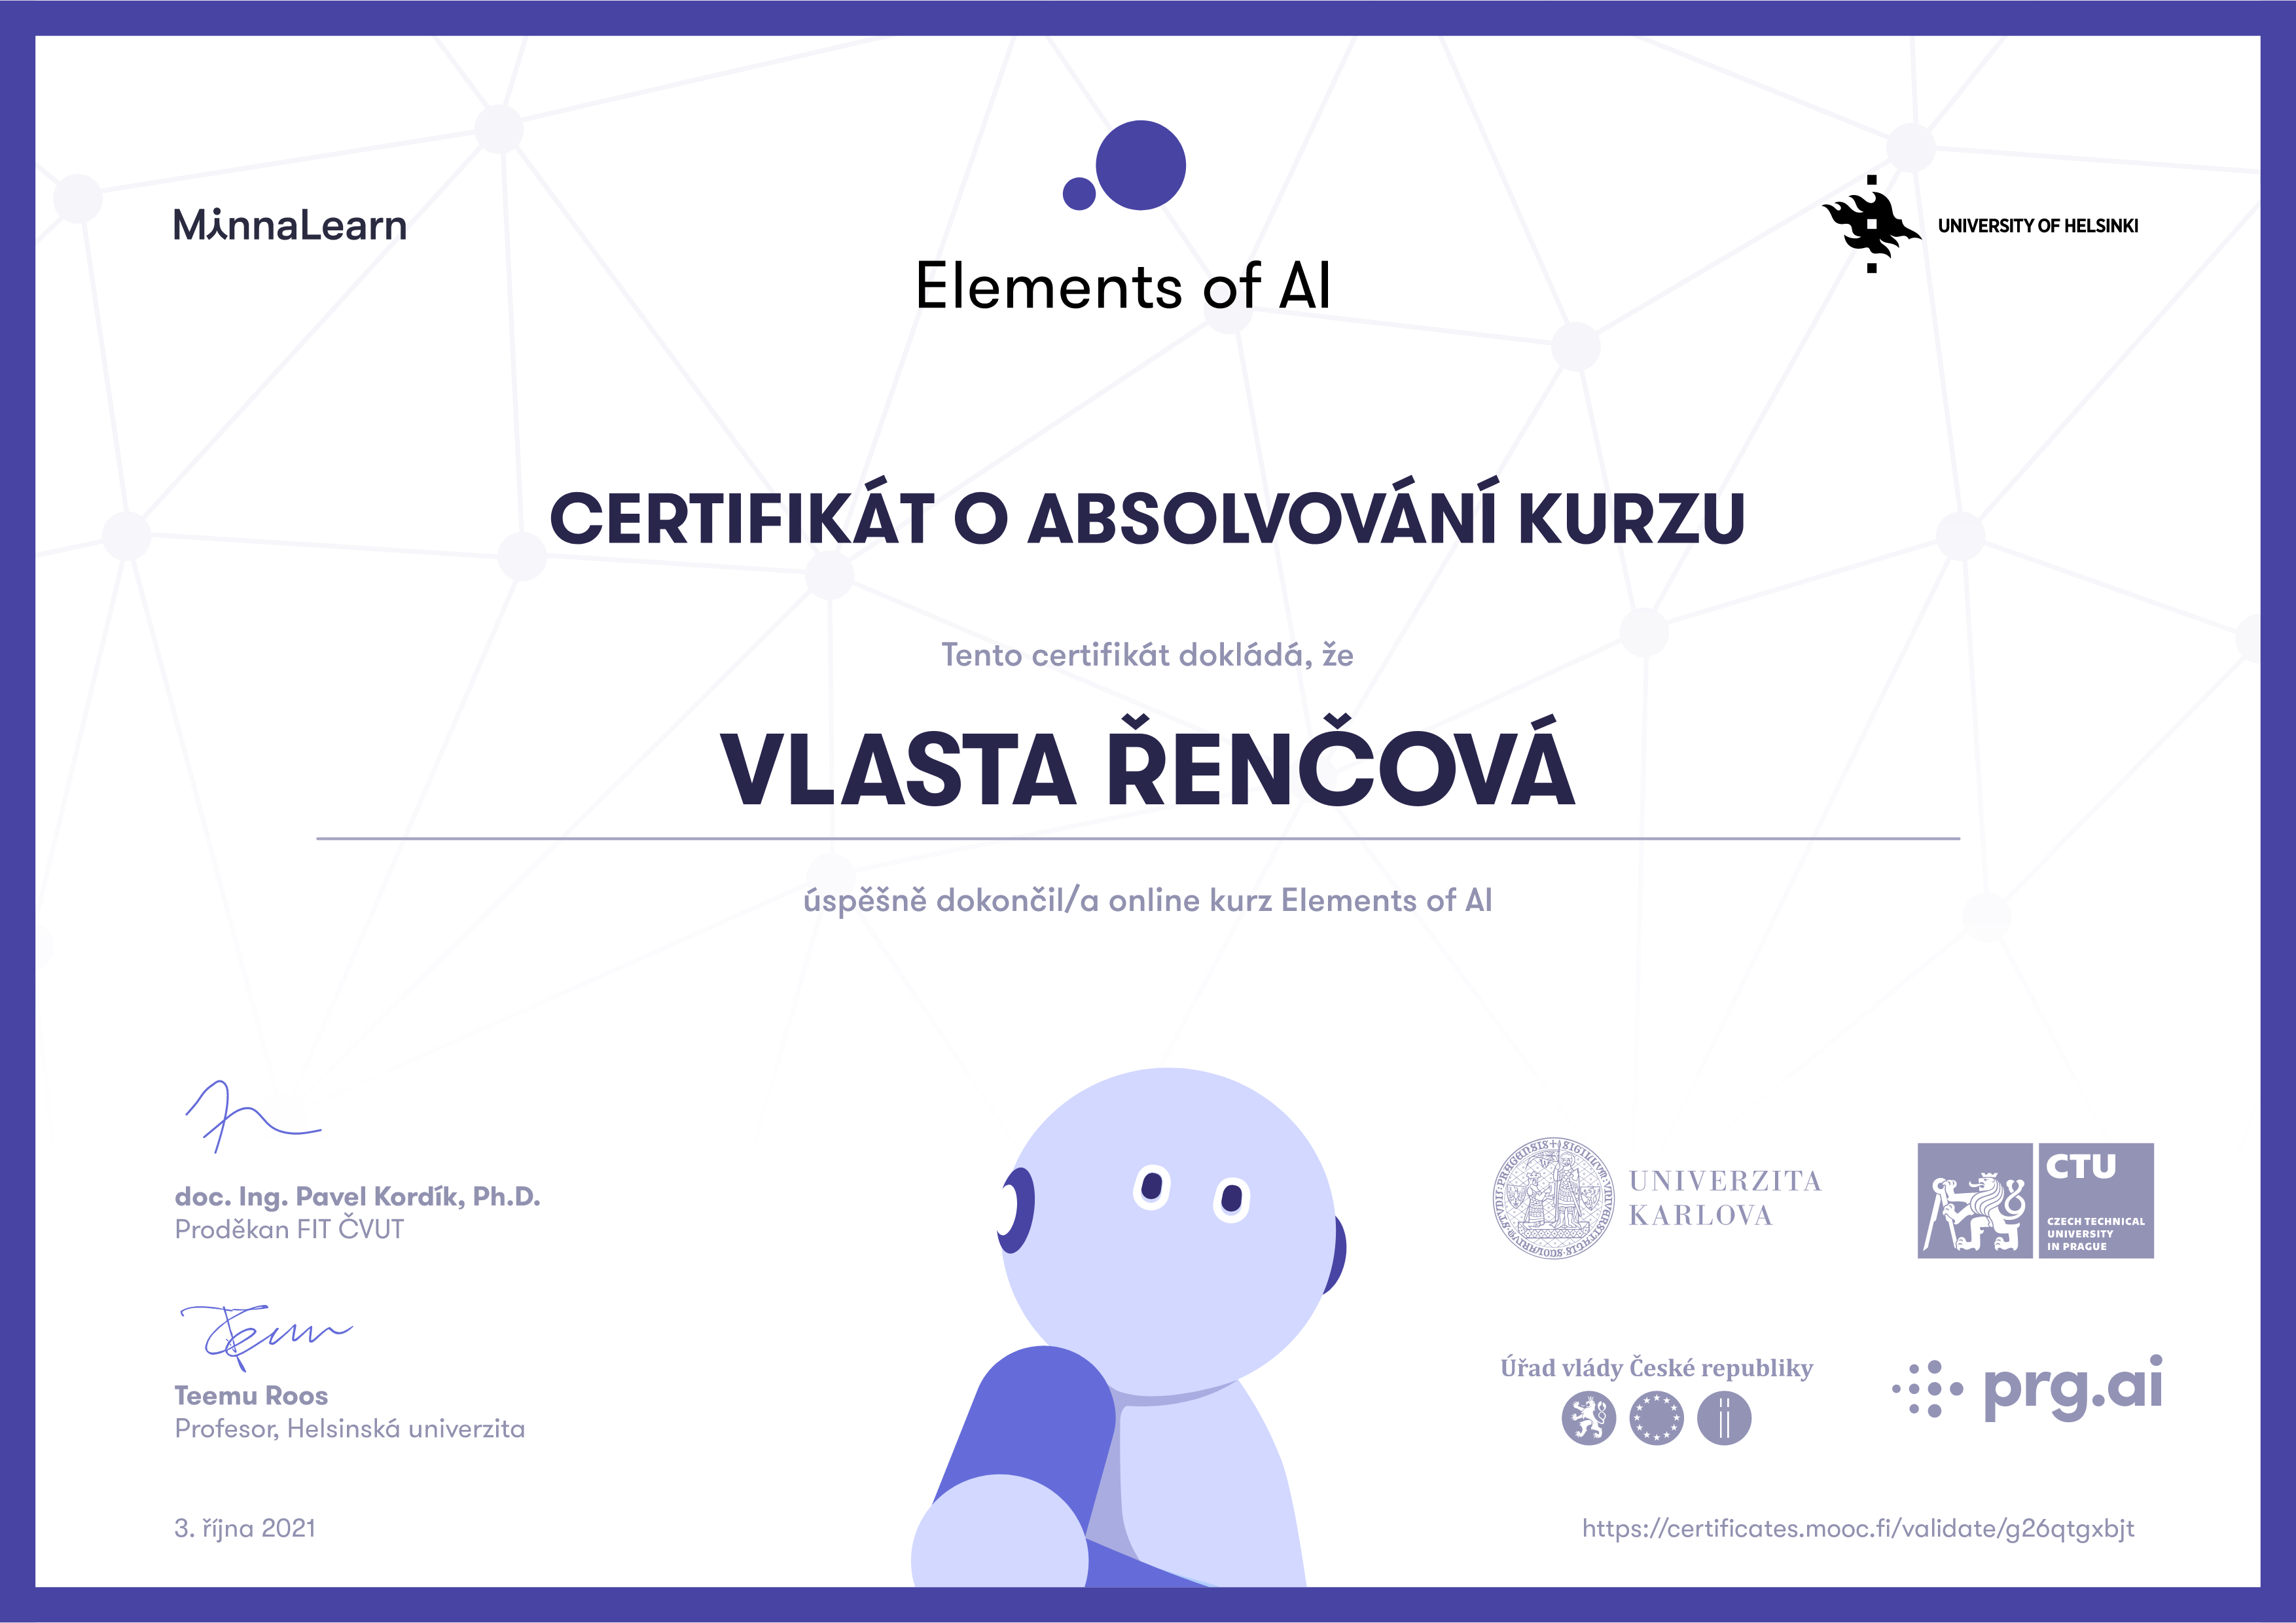 MinnaLearn
Elements of AI
UNIVERSITY OF HELSINKI
CERTIFIKÁT O ABSOLVOVÁNÍ KURZU
Tento certifikát dokládá, že
VLASTA ŘENČOVÁ
úspěšně dokončil/a online kurz Elements of AI
doc. Ing. Pavel Kordík, Ph.D.
Proděkan FIT ČVUT
Teemu
Teemu Roos
Profesor, Helsinská univerzita
3. října 2021
UNIVERZITA
KARLOVA
CTU
CZECH TECHNICAL
UNIVERSITY
IN PRAGUE
Úřad vlády České republiky
prg.ai
https://certificates.mooc.fi/validate/g26qtgxbjt